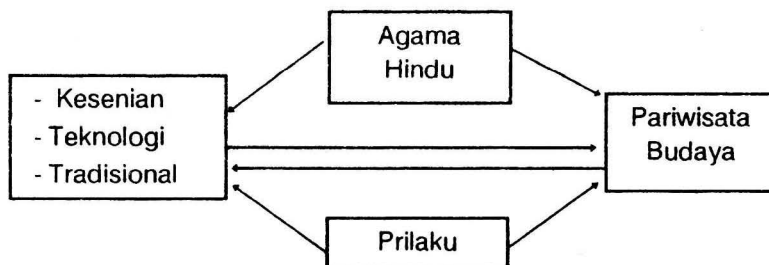 Agama
Hindu
- Kesenian
- Teknologi
- Tradisional
Pariwisata
Budaya
Prilaku